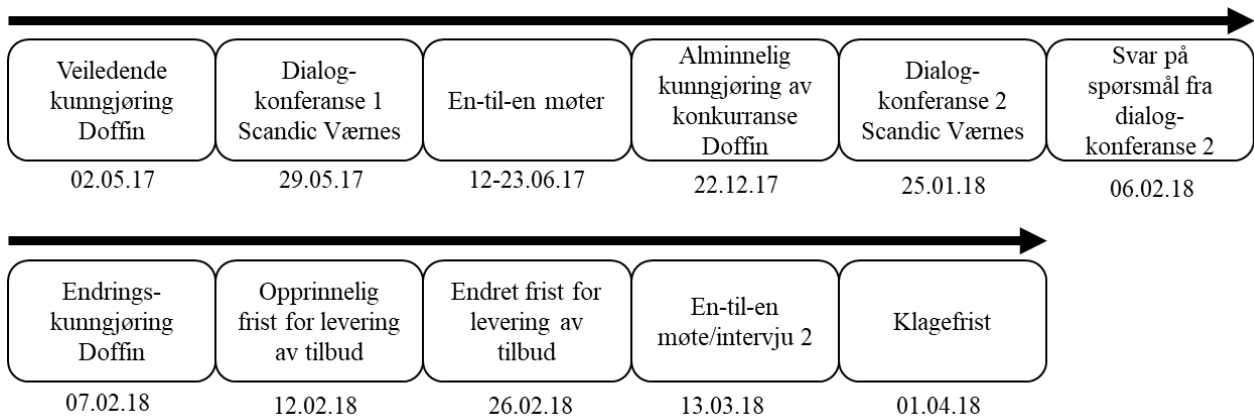 Veiledende
kunngjøring
Doffin
02.05.17
Dialog-
konferanse 1
Scandic Værnes
29.05.17
En-til-en møter
12-23.06.17
Alminnelig
kunngjøring av
konkurranse
Doffin
22.12.17
Dialog-
konferanse 2
Scandic Værnes
25.01.18
Svar på
spørsmål fra
dialog-
konferanse 2
06.02.18
Endrings-
kunngjøring
Doffin
07.02.18
Opprinnelig
frist for levering
av tilbud
12.02.18
Endret frist for
levering av
tilbud
26.02.18
En-til-en
møte/intervju 2
13.03.18
Klagefrist
01.04.18